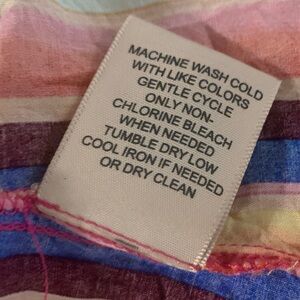 MACHINE WASH COLD
WITH LIKE COLORS
GENTLE CYCLE
ONLY NON-
CHLORINE BLEACH
WHEN NEEDED
TUMBLE DRY LOW
COOL IRON IF NEEDED
OR DRY CLEAN